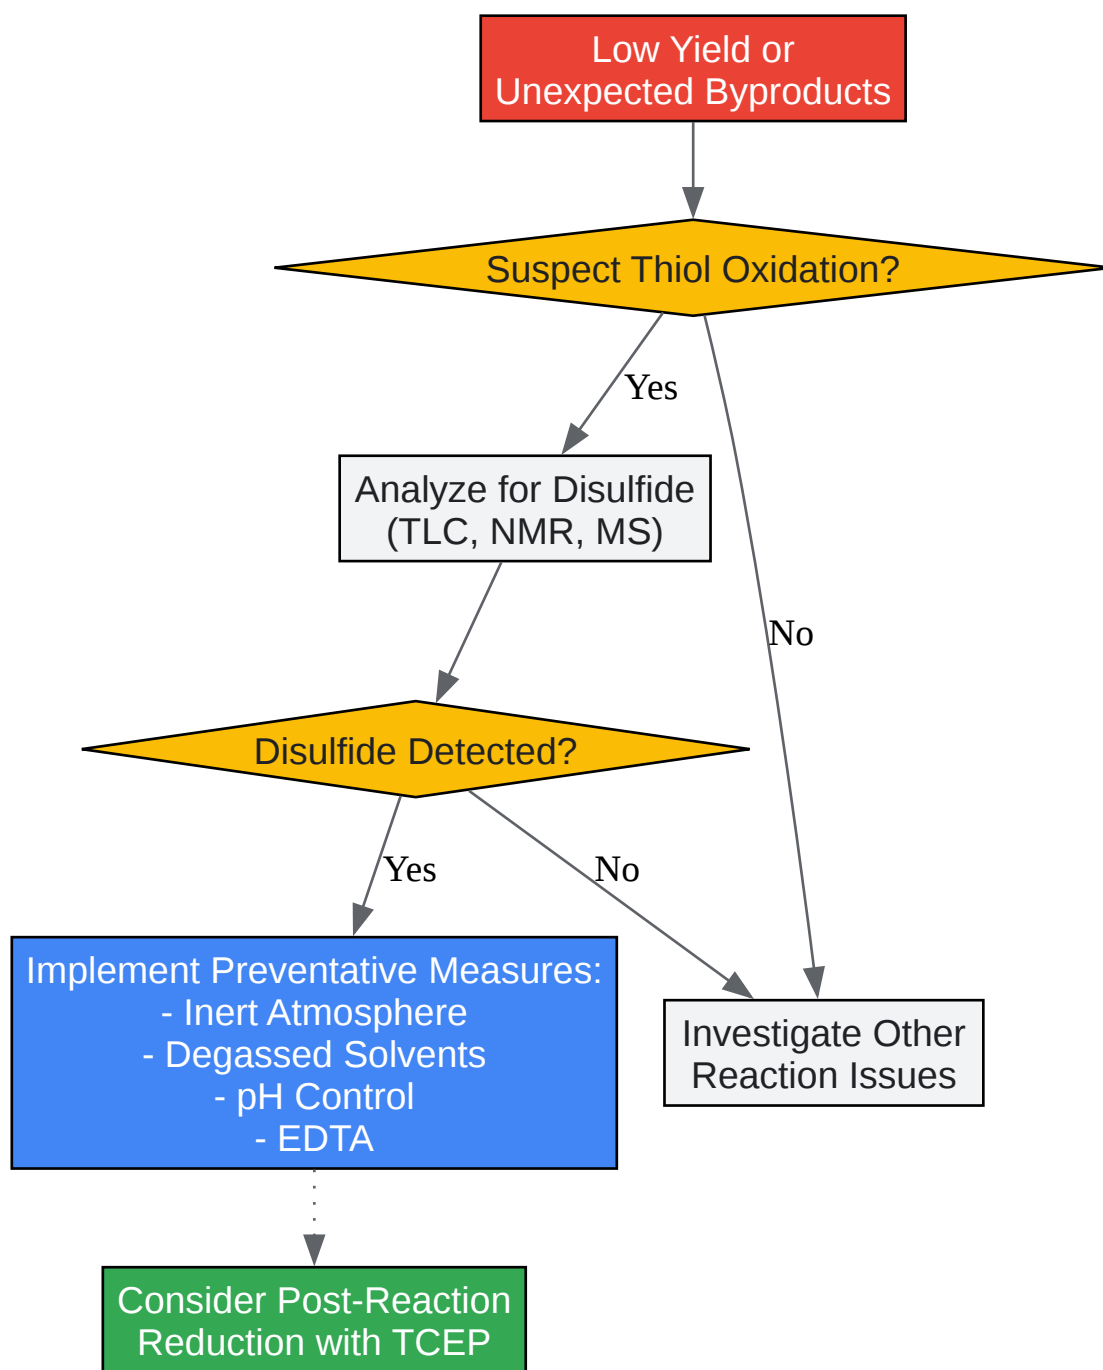 Low Yield or
Unexpected Byproducts
Suspect Thiol Oxidation?
Yes
Analyze for Disulfide
(TLC, NMR, MS)
No
Disulfide Detected?
Yes
No
Implement Preventative Measures:
- Inert Atmosphere
- Degassed Solvents
- pH Control
- EDTA
Investigate Other
Reaction Issues
Consider Post-Reaction
Reduction with TCEP